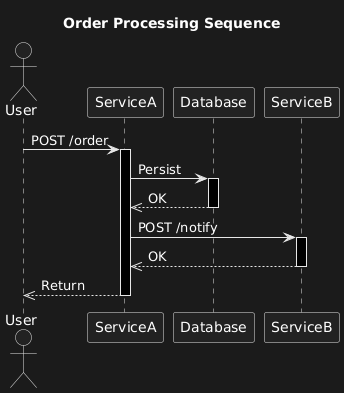 Order Processing Sequence
User
ServiceA
Database
ServiceB
POST /order
Persist
OK
POST /notify
OK
Return
User
ServiceA
Database
ServiceB